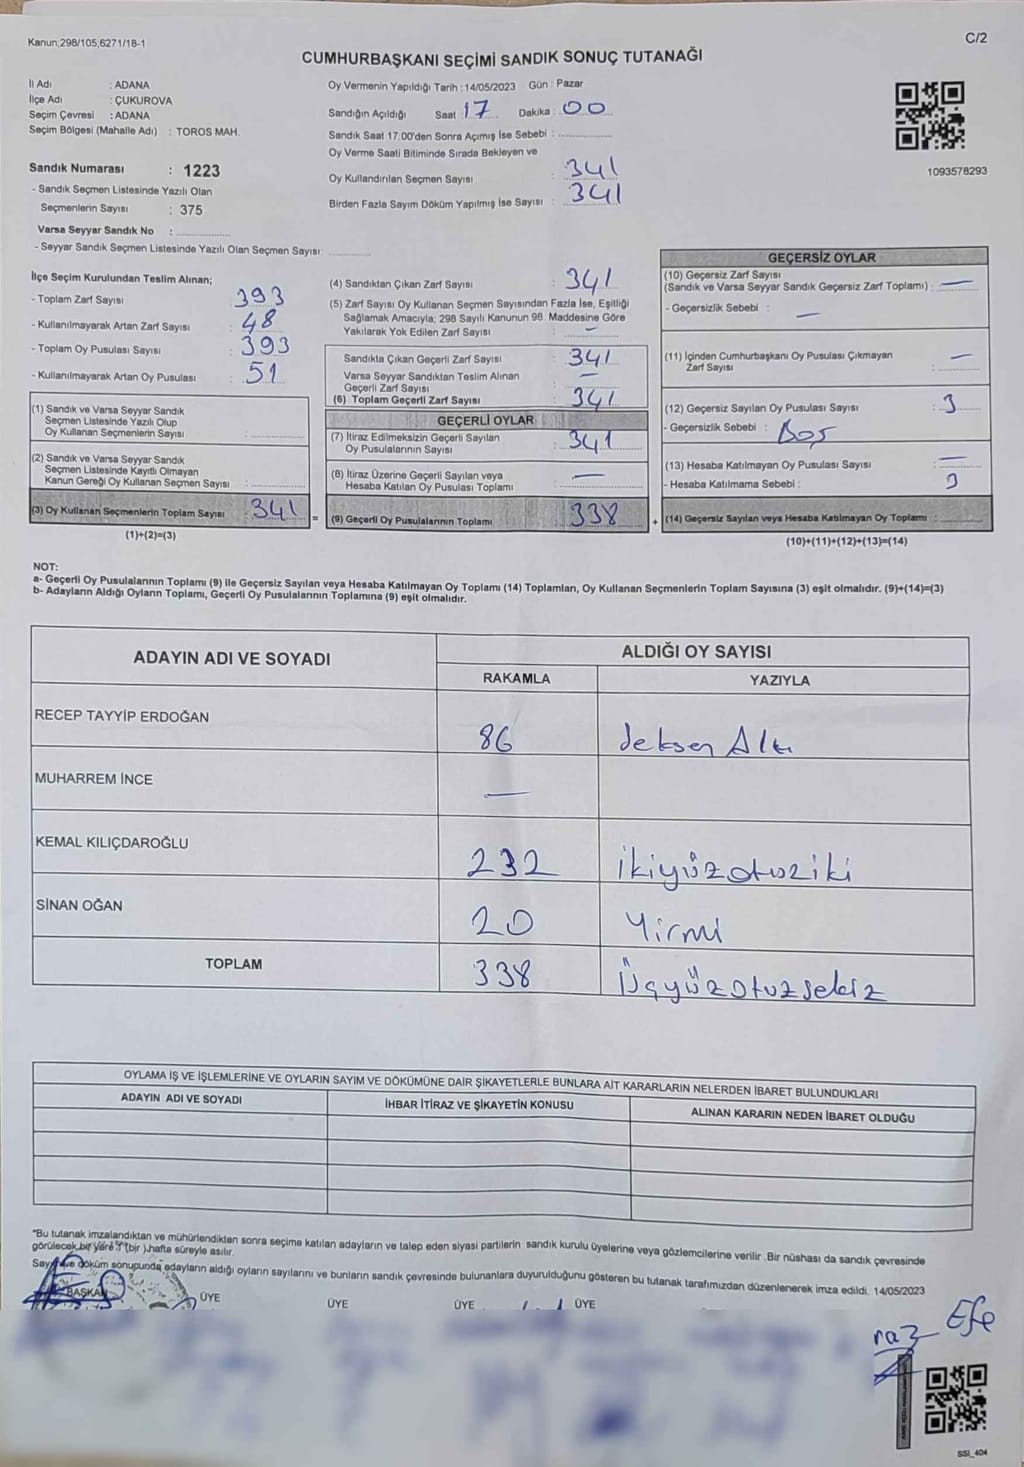 Kanun;298/105;6271/18-1
C/2
CUMHURBAŞKANI SEÇİMİ SANDIK SONUÇ TUTANAĞI
İl Adı : ADANA
İlçe Adı : ÇUKUROVA
Seçim Çevresi : ADANA
Seçim Bölgesi (Mahalle Adı) : TOROS MAH.
Sandık Numarası : 1223
- Sandık Seçmen Listesinde Yazılı Olan
Seçmenlerin Sayısı : 375
Varsa Seyyar Sandık No : ..............
- Seyyar Sandık Seçmen Listesinde Yazılı Olan Seçmen Sayısı: ............
Oy Vermenin Yapıldığı Tarih :14/05/2023 Gün : Pazar
Sandığın Açıldığı Saat 17 Dakika : 00
Sandık Saat 17.00'den Sonra Açımış İse Sebebi : ..............
Oy Verme Saati Bitiminde Sırada Bekleyen ve
Oy Kullandırılan Seçmen Sayısı : 341
Birden Fazla Sayım Döküm Yapılmış İse Sayısı : 341
1093578293
İlçe Seçim Kurulundan Teslim Alınan;
- Toplam Zarf Sayısı : 393
- Kullanılmayarak Artan Zarf Sayısı : 48
- Toplam Oy Pusulası Sayısı : 393
- Kullanılmayarak Artan Oy Pusulası : 51
(1) Sandık ve Varsa Seyyar Sandık
Seçmen Listesinde Yazılı Olup
Oy Kullanan Seçmenlerin Sayısı : ..............
(2) Sandık ve Varsa Seyyar Sandık
Seçmen Listesinde Kayıtlı Olmayan
Kanun Gereği Oy Kullanan Seçmen Sayısı : ..............
(3) Oy Kullanan Seçmenlerin Toplam Sayısı : 341 =
(1)+(2)=(3)
(4) Sandıktan Çıkan Zarf Sayısı : 341
(5) Zarf Sayısı Oy Kullanan Seçmen Sayısından Fazla İse, Eşitliği
Sağlamak Amacıyla; 298 Sayılı Kanunun 98. Maddesine Göre
Yakılarak Yok Edilen Zarf Sayısı : —
Sandıkta Çıkan Geçerli Zarf Sayısı : 341
Varsa Seyyar Sandıktan Teslim Alınan
Geçerli Zarf Sayısı : —
(6) Toplam Geçerli Zarf Sayısı : 341
GEÇERLİ OYLAR
(7) İtiraz Edilmeksizin Geçerli Sayılan
Oy Pusulalarının Sayısı : 341
(8) İtiraz Üzerine Geçerli Sayılan veya
Hesaba Katılan Oy Pusulası Toplamı : —
(9) Geçerli Oy Pusulalarının Toplamı : 338 +
GEÇERSİZ OYLAR
(10) Geçersiz Zarf Sayısı
(Sandık ve Varsa Seyyar Sandık Geçersiz Zarf Toplamı) : —
- Geçersizlik Sebebi : —
(11) İçinden Cumhurbaşkanı Oy Pusulası Çıkmayan
Zarf Sayısı : —
(12) Geçersiz Sayılan Oy Pusulası Sayısı : 3
- Geçersizlik Sebebi : Boş
(13) Hesaba Katılmayan Oy Pusulası Sayısı : —
- Hesaba Katılmama Sebebi :
3
(14) Geçersiz Sayılan veya Hesaba Katılmayan Oy Toplamı :
(10)+(11)+(12)+(13)=(14)
NOT:
a- Geçerli Oy Pusulalarının Toplamı (9) ile Geçersiz Sayılan veya Hesaba Katılmayan Oy Toplamı (14) Toplamları, Oy Kullanan Seçmenlerin Toplam Sayısına (3) eşit olmalıdır. (9)+(14)=(3)
b- Adayların Aldığı Oyların Toplamı, Geçerli Oy Pusulalarının Toplamına (9) eşit olmalıdır.
ADAYIN ADI VE SOYADI
ALDIĞI OY SAYISI
RAKAMLA YAZIYLA
RECEP TAYYİP ERDOĞAN 86 Seksen Altı
MUHARREM İNCE —
KEMAL KILIÇDAROĞLU 232 İkiyüzotuziki
SİNAN OĞAN 20 Yirmi
TOPLAM 338 Üçyüzotuzsekiz
OYLAMA İŞ VE İŞLEMLERİNE VE OYLARIN SAYIM VE DÖKÜMÜNE DAİR ŞİKAYETLERLE BUNLARA AİT KARARLARIN NELERDEN İBARET BULUNDUKLARI
ADAYIN ADI VE SOYADI İHBAR İTİRAZ VE ŞİKAYETİN KONUSU ALINAN KARARIN NEDEN İBARET OLDUĞU
"Bu tutanak imzalandıktan ve mühürlendikten sonra seçime katılan adayların ve talep eden siyasi partilerin sandık kurulu üyelerine veya gözlemcilerine verilir .Bir nüshası da sandık çevresinde
görülecek bir yere 1 (bir ).hafta süreyle asılır.
Sayım ve döküm sonucunda adayların aldığı oyların sayılarını ve bunların sandık çevresinde bulunanlara duyurulduğunu gösteren bu tutanak tarafımızdan düzenlenerek imza edildi. 14/05/2023
BAŞKAN ÜYE ÜYE ÜYE ÜYE
raz Efe
SSI_404